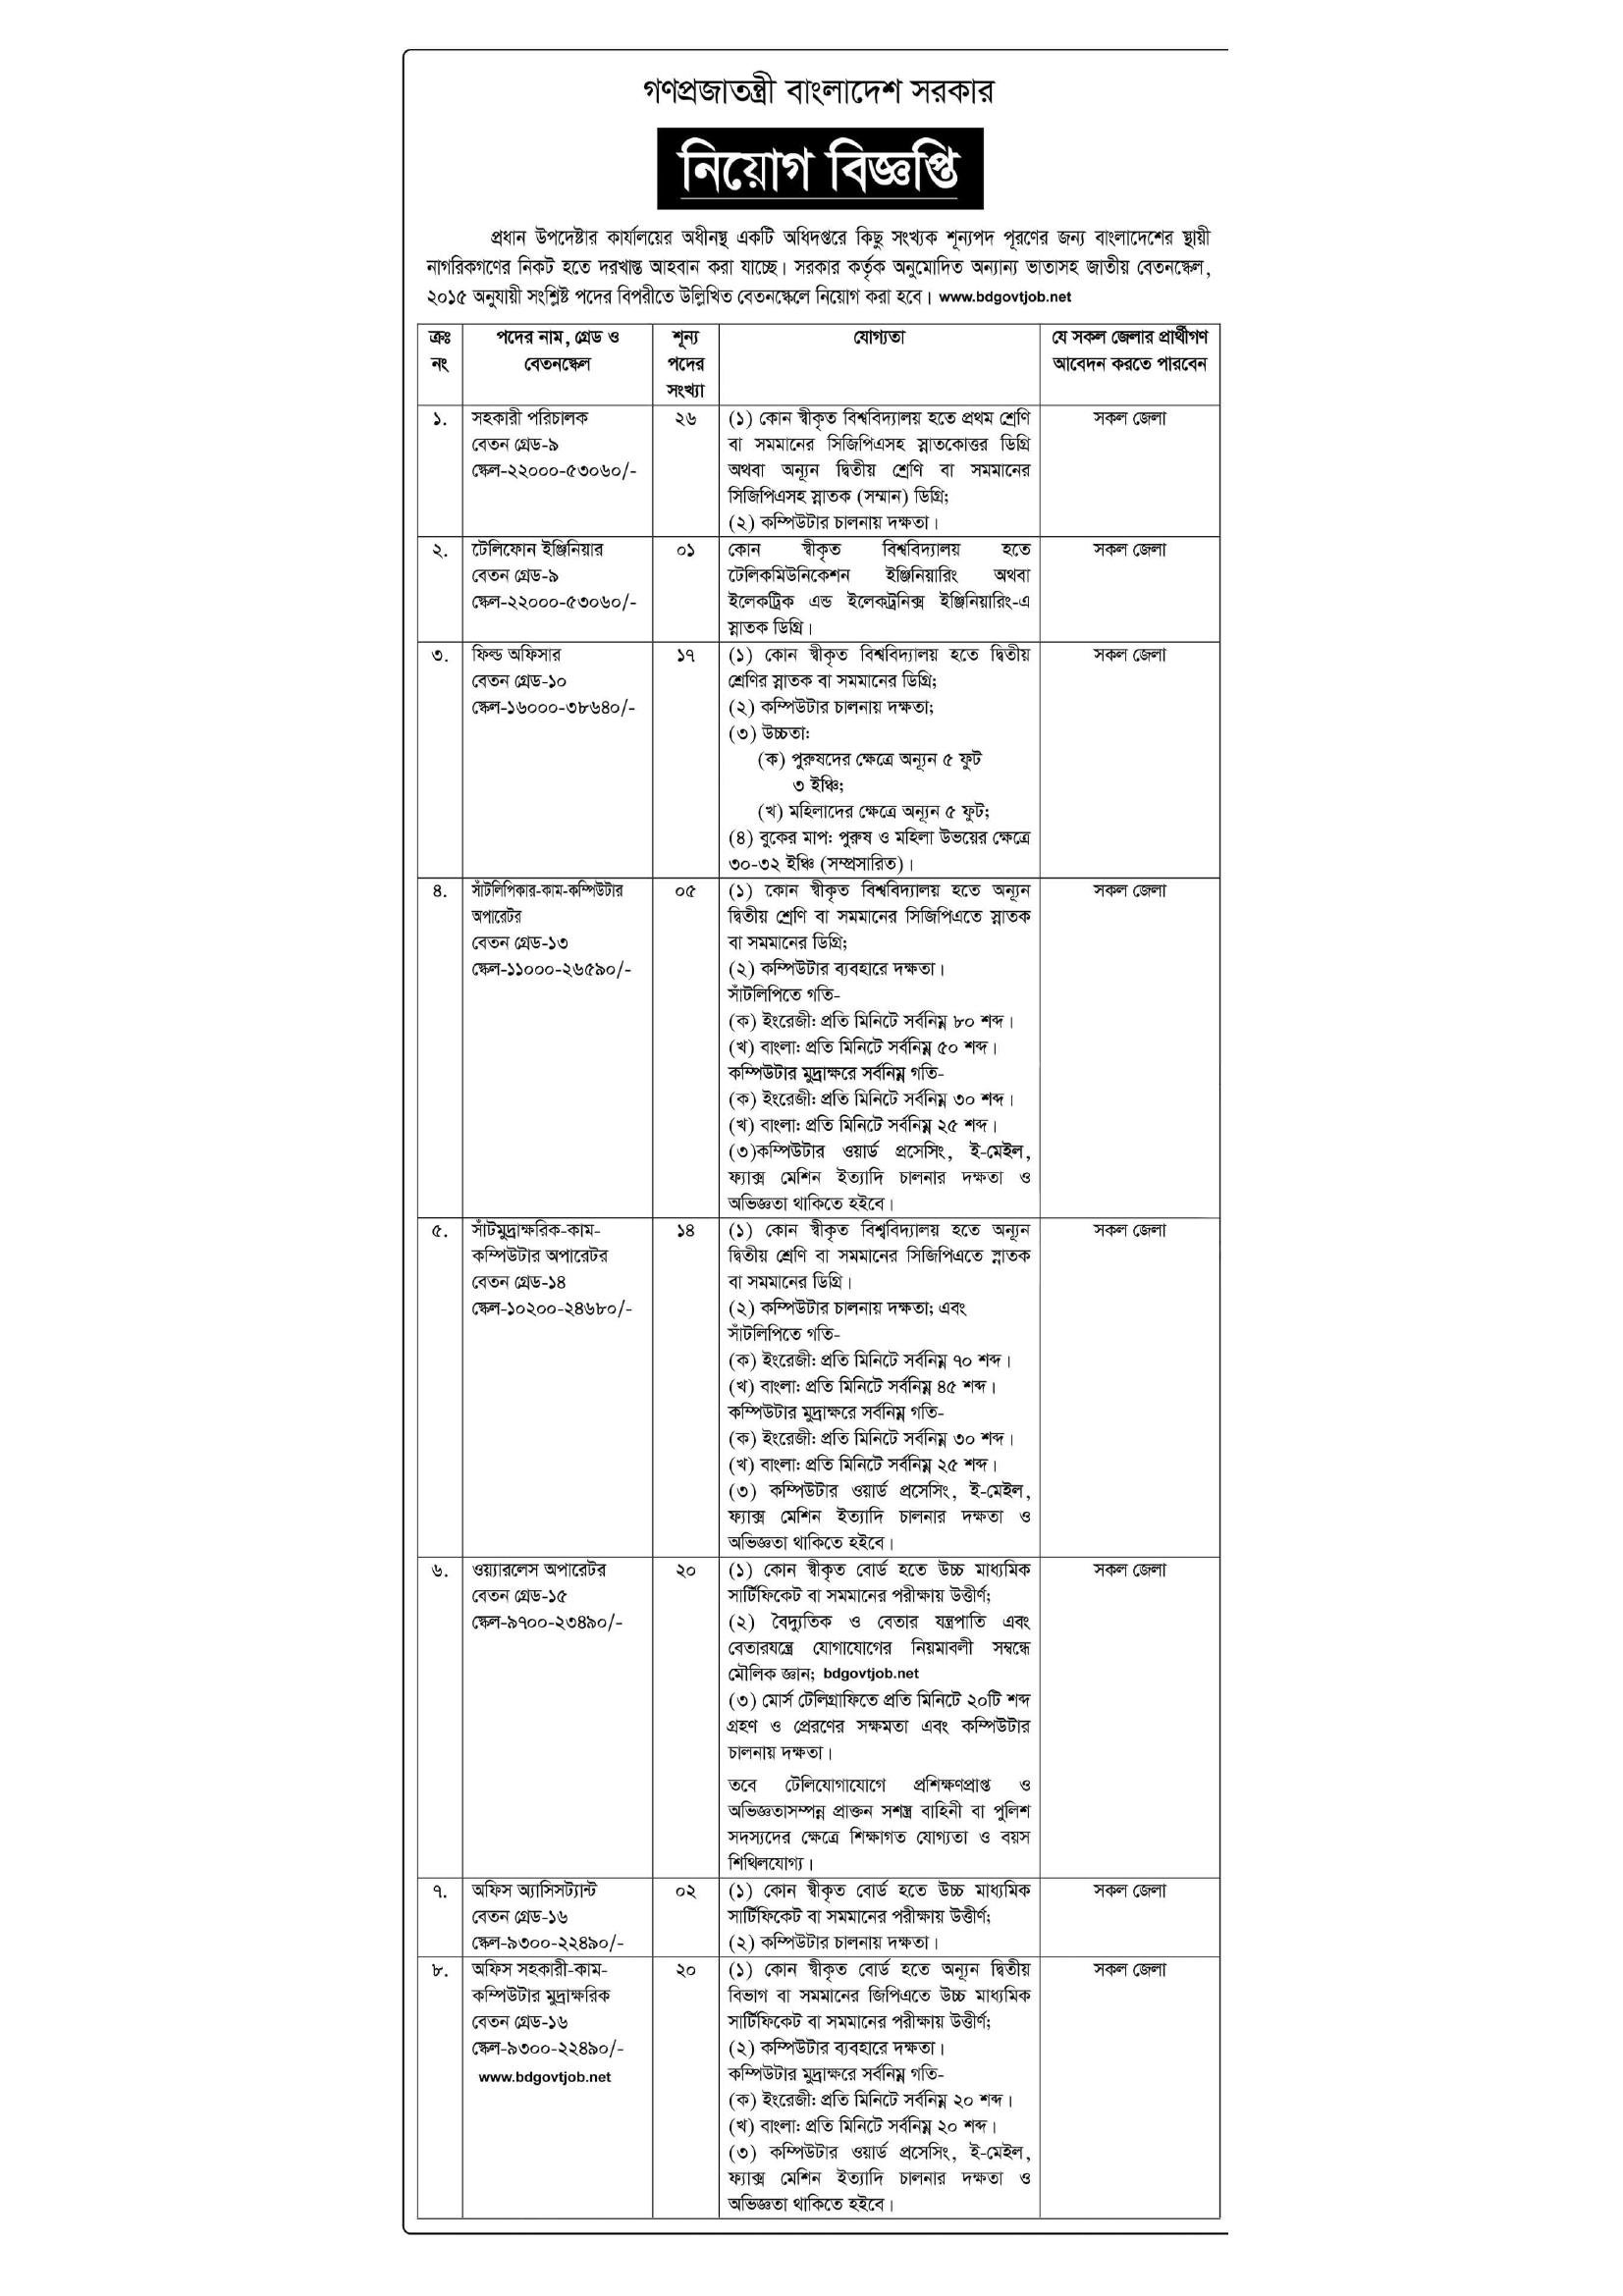 গণপ্রজাতন্ত্রী বাংলাদেশ সরকার
নিয়োগ বিজ্ঞপ্তি
প্রধান উপদেষ্টার কার্যালয়ের অধীনস্থ একটি অধিদপ্তরে কিছু সংখ্যক শূন্যপদ পূরণের জন্য বাংলাদেশের স্থায়ী
নাগরিকগণের নিকট হতে দরখাস্ত আহবান করা যাচ্ছে। সরকার কর্তৃক অনুমোদিত অন্যান্য ভাতাসহ জাতীয় বেতনস্কেল,
২০১৫ অনুযায়ী সংশ্লিষ্ট পদের বিপরীতে উল্লিখিত বেতনস্কেলে নিয়োগ করা হবে। www.bdgovtjob.net
ক্রঃ
নং
পদের নাম, গ্রেড ও
বেতনস্কেল
শূন্য
পদের
সংখ্যা
যোগ্যতা
যে সকল জেলার প্রার্থীগণ
আবেদন করতে পারবেন
১.
সহকারী পরিচালক
বেতন গ্রেড-৯
স্কেল-২২০০০-৫৩০৬০/-
২৬
(১) কোন স্বীকৃত বিশ্ববিদ্যালয় হতে প্রথম শ্রেণি
বা সমমানের সিজিপিএসহ স্নাতকোত্তর ডিগ্রি
অথবা অন্যূন দ্বিতীয় শ্রেণি বা সমমানের
সিজিপিএসহ স্নাতক (সম্মান) ডিগ্রি;
(২) কম্পিউটার চালনায় দক্ষতা।
সকল জেলা
২.
টেলিফোন ইঞ্জিনিয়ার
বেতন গ্রেড-৯
স্কেল-২২০০০-৫৩০৬০/-
০১
কোন স্বীকৃত বিশ্ববিদ্যালয় হতে
টেলিকমিউনিকেশন ইঞ্জিনিয়ারিং অথবা
ইলেকট্রিক এন্ড ইলেকট্রনিক্স ইঞ্জিনিয়ারিং-এ
স্নাতক ডিগ্রি।
সকল জেলা
৩.
ফিল্ড অফিসার
বেতন গ্রেড-১০
স্কেল-১৬০০০-৩৮৬৪০/-
১৭
(১) কোন স্বীকৃত বিশ্ববিদ্যালয় হতে দ্বিতীয়
শ্রেণির স্নাতক বা সমমানের ডিগ্রি;
(২) কম্পিউটার চালনায় দক্ষতা;
(৩) উচ্চতা:
(ক) পুরুষদের ক্ষেত্রে অন্যূন ৫ ফুট
৩ ইঞ্চি;
(খ) মহিলাদের ক্ষেত্রে অন্যূন ৫ ফুট;
(৪) বুকের মাপ: পুরুষ ও মহিলা উভয়ের ক্ষেত্রে
৩০-৩২ ইঞ্চি (সম্প্রসারিত)।
সকল জেলা
৪.
সাঁটলিপিকার-কাম-কম্পিউটার
অপারেটর
বেতন গ্রেড-১৩
স্কেল-১১০০০-২৬৫৯০/-
০৫
(১) কোন স্বীকৃত বিশ্ববিদ্যালয় হতে অন্যূন
দ্বিতীয় শ্রেণি বা সমমানের সিজিপিএতে স্নাতক
বা সমমানের ডিগ্রি;
(২) কম্পিউটার ব্যবহারে দক্ষতা।
সাঁটলিপিতে গতি-
(ক) ইংরেজী: প্রতি মিনিটে সর্বনিম্ন ৮০ শব্দ।
(খ) বাংলা: প্রতি মিনিটে সর্বনিম্ন ৫০ শব্দ।
কম্পিউটার মুদ্রাক্ষরে সর্বনিম্ন গতি-
(ক) ইংরেজী: প্রতি মিনিটে সর্বনিম্ন ৩০ শব্দ।
(খ) বাংলা: প্রতি মিনিটে সর্বনিম্ন ২৫ শব্দ।
(৩)কম্পিউটার ওয়ার্ড প্রসেসিং, ই-মেইল,
ফ্যাক্স মেশিন ইত্যাদি চালনার দক্ষতা ও
অভিজ্ঞতা থাকিতে হইবে।
সকল জেলা
৫.
সাঁটমুদ্রাক্ষরিক-কাম-
কম্পিউটার অপারেটর
বেতন গ্রেড-১৪
স্কেল-১০২০০-২৪৬৮০/-
১৪
(১) কোন স্বীকৃত বিশ্ববিদ্যালয় হতে অন্যূন
দ্বিতীয় শ্রেণি বা সমমানের সিজিপিএতে স্নাতক
বা সমমানের ডিগ্রি।
(২) কম্পিউটার চালনায় দক্ষতা; এবং
সাঁটলিপিতে গতি-
(ক) ইংরেজী: প্রতি মিনিটে সর্বনিম্ন ৭০ শব্দ।
(খ) বাংলা: প্রতি মিনিটে সর্বনিম্ন ৪৫ শব্দ।
কম্পিউটার মুদ্রাক্ষরে সর্বনিম্ন গতি-
(ক) ইংরেজী: প্রতি মিনিটে সর্বনিম্ন ৩০ শব্দ।
(খ) বাংলা: প্রতি মিনিটে সর্বনিম্ন ২৫ শব্দ।
(৩) কম্পিউটার ওয়ার্ড প্রসেসিং, ই-মেইল,
ফ্যাক্স মেশিন ইত্যাদি চালনার দক্ষতা ও
অভিজ্ঞতা থাকিতে হইবে।
সকল জেলা
৬.
ওয়্যারলেস অপারেটর
বেতন গ্রেড-১৫
স্কেল-৯৭০০-২৩৪৯০/-
২০
(১) কোন স্বীকৃত বোর্ড হতে উচ্চ মাধ্যমিক
সার্টিফিকেট বা সমমানের পরীক্ষায় উত্তীর্ণ;
(২) বৈদ্যুতিক ও বেতার যন্ত্রপাতি এবং
বেতারযন্ত্রে যোগাযোগের নিয়মাবলী সম্বন্ধে
মৌলিক জ্ঞান; bdgovtjob.net
(৩) মোর্স টেলিগ্রাফিতে প্রতি মিনিটে ২০টি শব্দ
গ্রহণ ও প্রেরণের সক্ষমতা এবং কম্পিউটার
চালনায় দক্ষতা।
তবে টেলিযোগাযোগে প্রশিক্ষণপ্রাপ্ত ও
অভিজ্ঞতাসম্পন্ন প্রাক্তন সশস্ত্র বাহিনী বা পুলিশ
সদস্যদের ক্ষেত্রে শিক্ষাগত যোগ্যতা ও বয়স
শিথিলযোগ্য।
সকল জেলা
৭.
অফিস অ্যাসিসট্যান্ট
বেতন গ্রেড-১৬
স্কেল-৯৩০০-২২৪৯০/-
০২
(১) কোন স্বীকৃত বোর্ড হতে উচ্চ মাধ্যমিক
সার্টিফিকেট বা সমমানের পরীক্ষায় উত্তীর্ণ;
(২) কম্পিউটার চালনায় দক্ষতা।
সকল জেলা
৮.
অফিস সহকারী-কাম-
কম্পিউটার মুদ্রাক্ষরিক
বেতন গ্রেড-১৬
স্কেল-৯৩০০-২২৪৯০/-
www.bdgovtjob.net
২০
(১) কোন স্বীকৃত বোর্ড হতে অন্যূন দ্বিতীয়
বিভাগ বা সমমানের জিপিএতে উচ্চ মাধ্যমিক
সার্টিফিকেট বা সমমানের পরীক্ষায় উত্তীর্ণ;
(২) কম্পিউটার ব্যবহারে দক্ষতা।
কম্পিউটার মুদ্রাক্ষরে সর্বনিম্ন গতি-
(ক) ইংরেজী: প্রতি মিনিটে সর্বনিম্ন ২০ শব্দ।
(খ) বাংলা: প্রতি মিনিটে সর্বনিম্ন ২০ শব্দ।
(৩) কম্পিউটার ওয়ার্ড প্রসেসিং, ই-মেইল,
ফ্যাক্স মেশিন ইত্যাদি চালনার দক্ষতা ও
অভিজ্ঞতা থাকিতে হইবে।
সকল জেলা